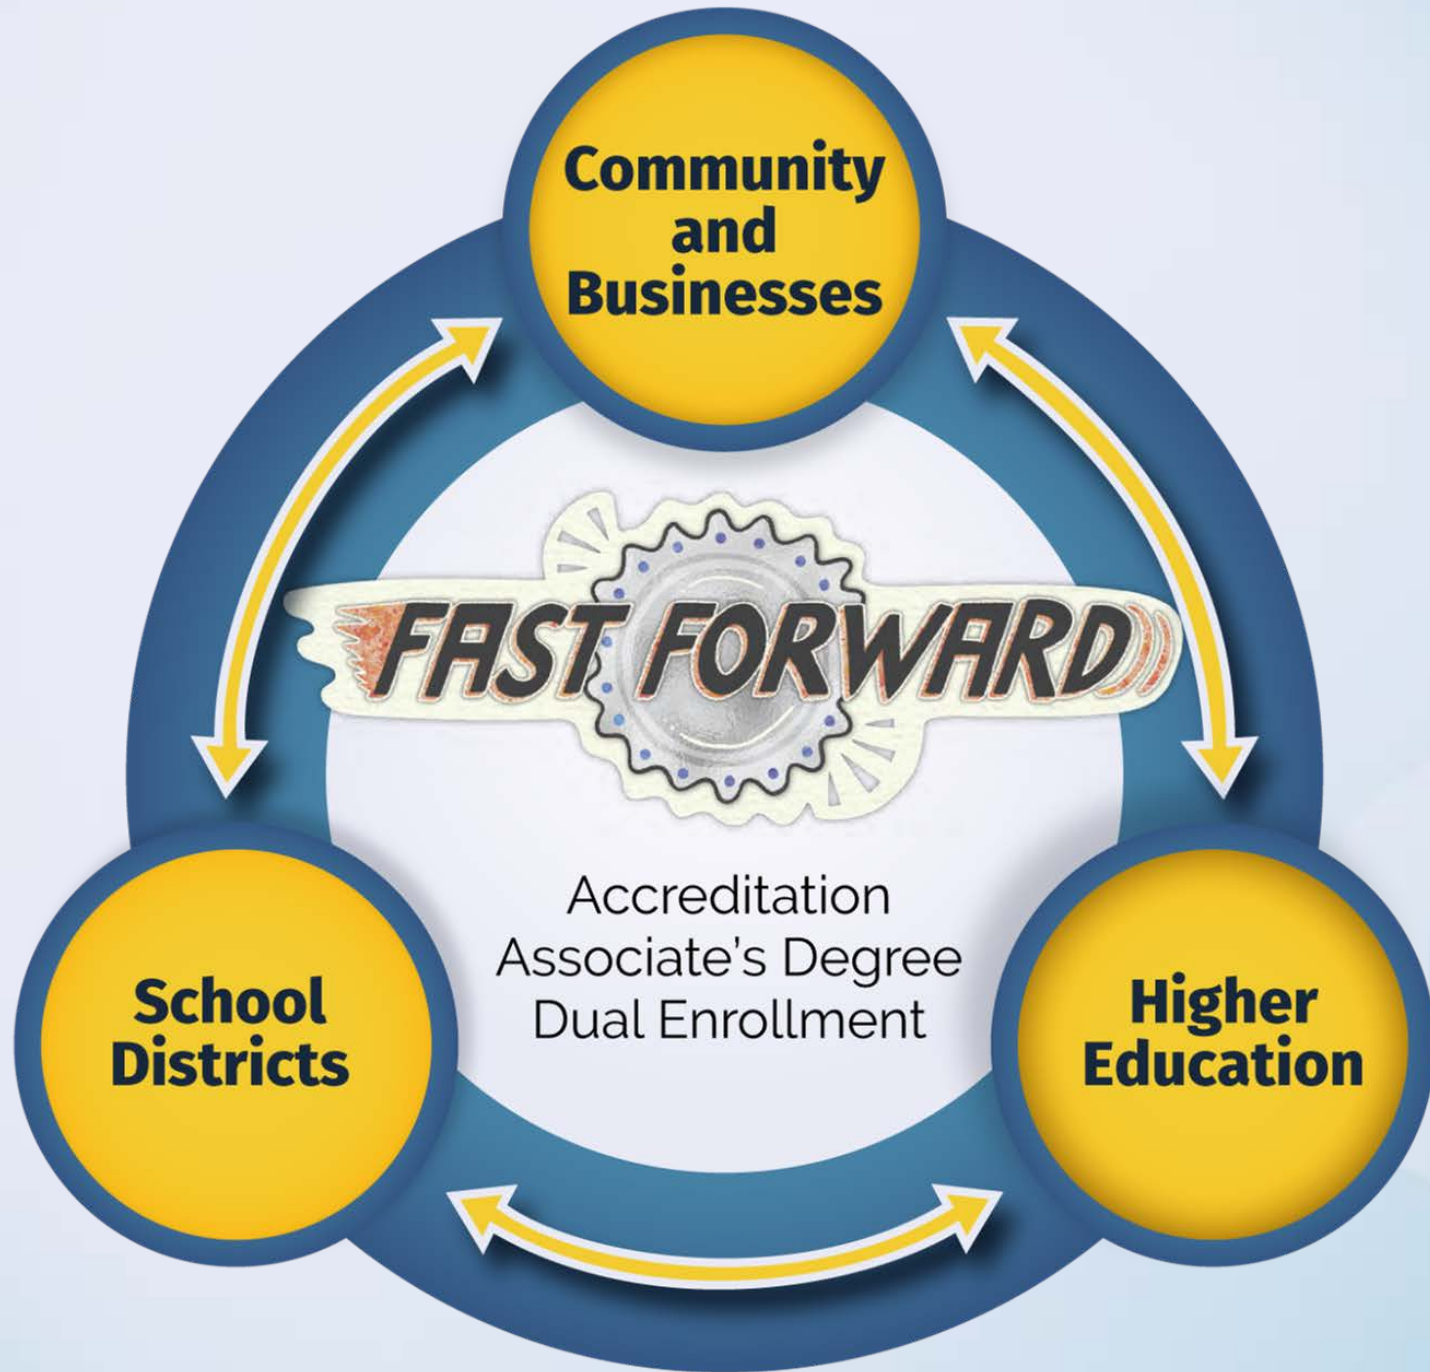 Community
and
Businesses
FAST FORWARD
Accreditation
Associate's Degree
Dual Enrollment
School
Districts
Higher
Education